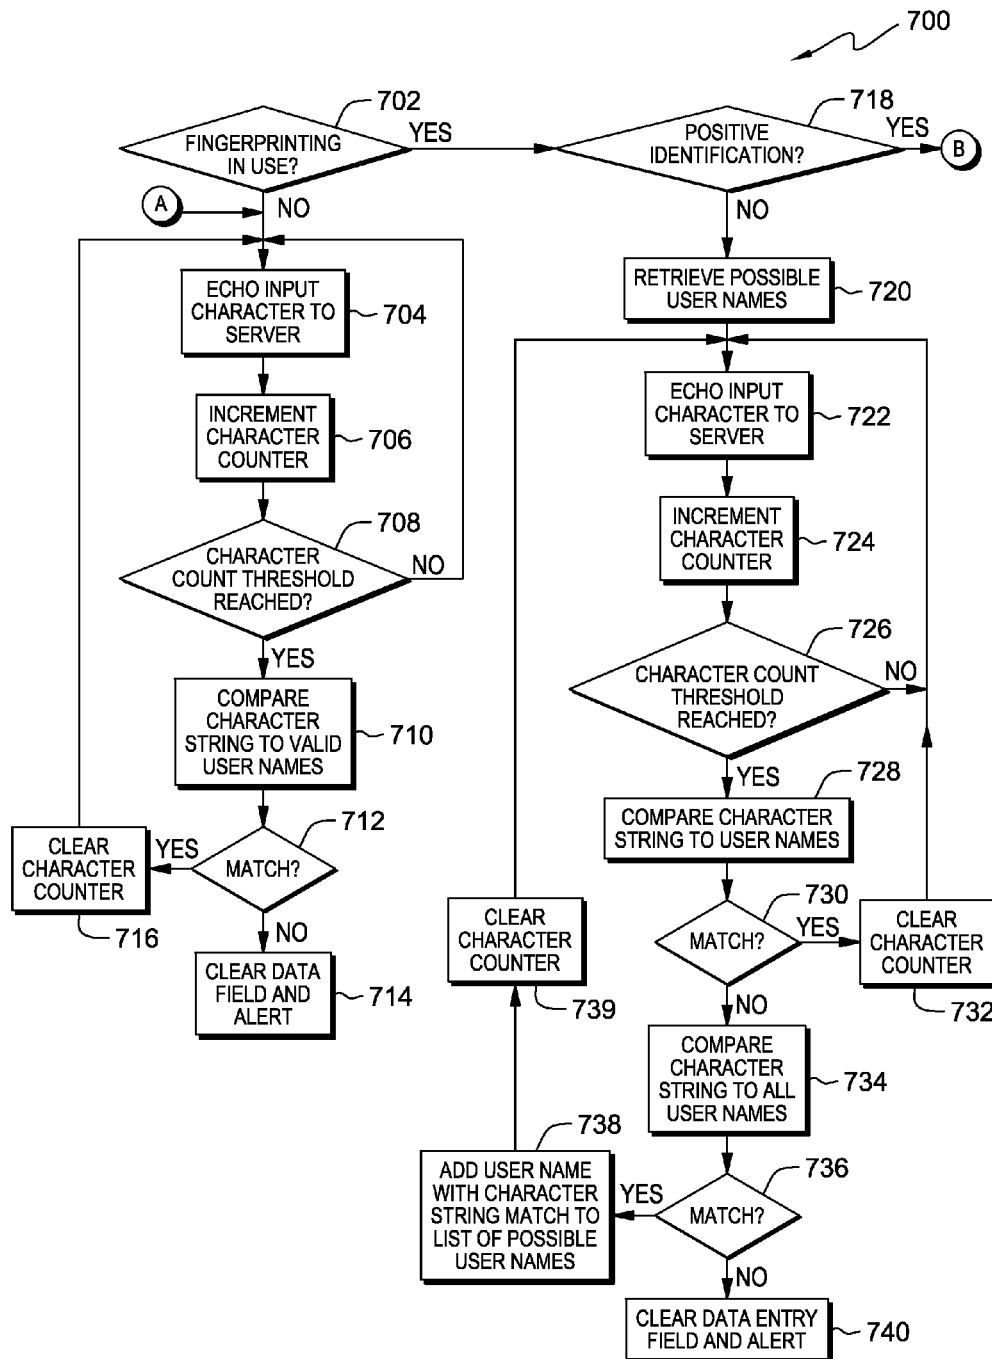 700
702
FINGERPRINTING
IN USE?
YES
NO
A
ECHO INPUT
CHARACTER TO
SERVER
704
INCREMENT
CHARACTER
COUNTER
706
708
CHARACTER
COUNT THRESHOLD
REACHED?
NO
YES
COMPARE
CHARACTER
STRING TO VALID
USER NAMES
710
712
MATCH?
YES
CLEAR
CHARACTER
COUNTER
716
NO
CLEAR DATA
FIELD AND
ALERT
714
718
POSITIVE
IDENTIFICATION?
YES
B
NO
RETRIEVE POSSIBLE
USER NAMES
720
ECHO INPUT
CHARACTER TO
SERVER
722
INCREMENT
CHARACTER
COUNTER
724
726
CHARACTER COUNT
THRESHOLD
REACHED?
NO
YES
728
COMPARE CHARACTER
STRING TO USER NAMES
730
MATCH?
YES
CLEAR
CHARACTER
COUNTER
732
NO
COMPARE
CHARACTER
STRING TO ALL
USER NAMES
734
736
MATCH?
YES
738
ADD USER NAME
WITH CHARACTER
STRING MATCH TO
LIST OF POSSIBLE
USER NAMES
CLEAR
CHARACTER
COUNTER
739
NO
CLEAR DATA ENTRY
FIELD AND ALERT
740